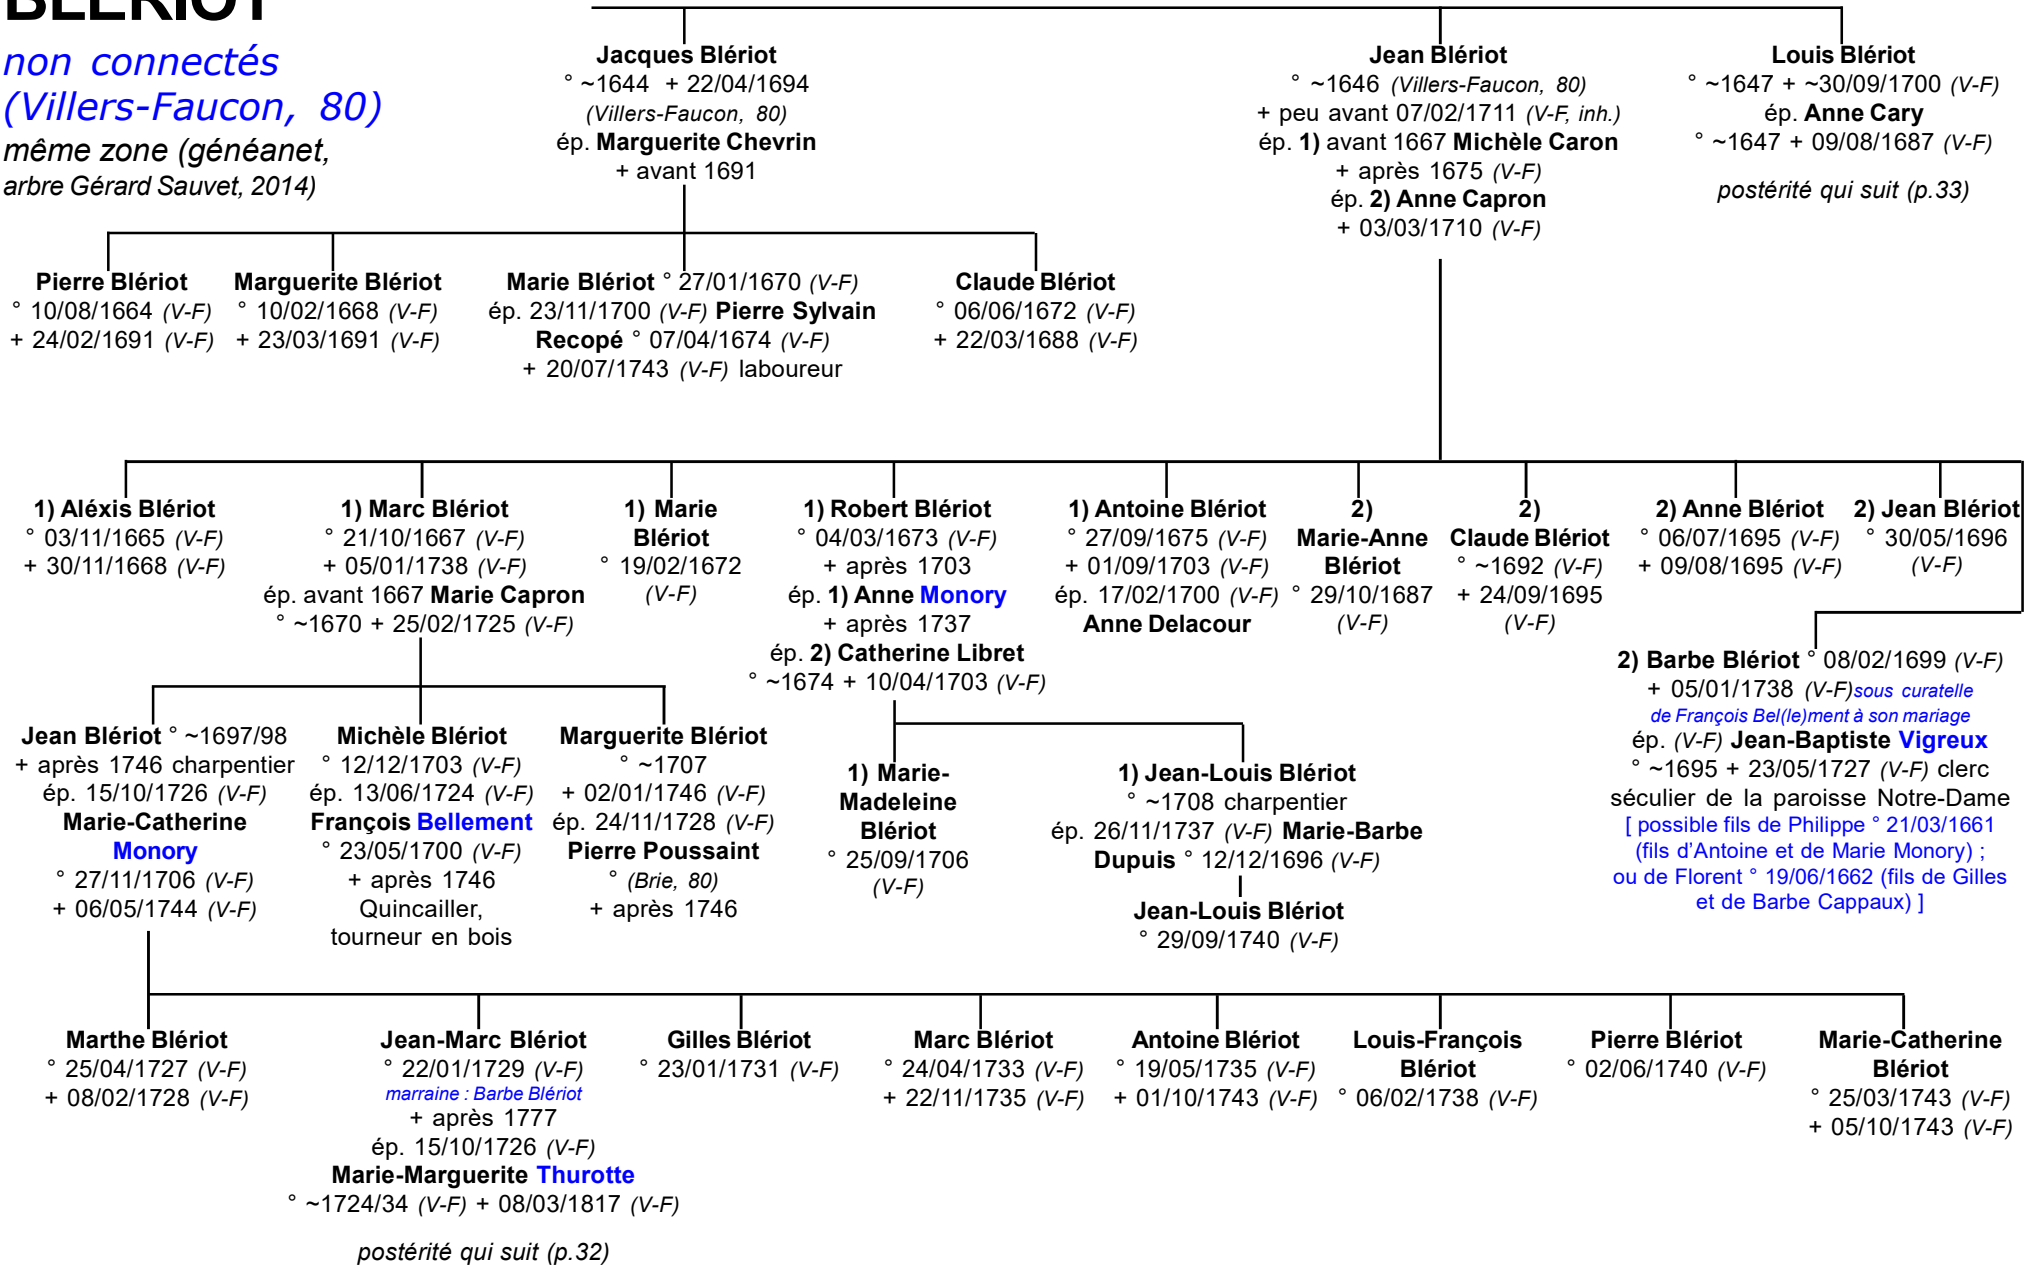 BLÉRIOT
non connectés
(Villers-Faucon, 80)
même zone (généanet,
arbre Gérard Sauvet, 2014)
Jacques Blériot
° ~1644 + 22/04/1694
(Villers-Faucon, 80)
ép. Marguerite Chevrin
+ avant 1691
Jean Blériot
° ~1646 (Villers-Faucon, 80)
+ peu avant 07/02/1711 (V-F, inh.)
ép. 1) avant 1667 Michèle Caron
+ après 1675 (V-F)
ép. 2) Anne Capron
+ 03/03/1710 (V-F)
Louis Blériot
° ~1647 + ~30/09/1700 (V-F)
ép. Anne Cary
° ~1647 + 09/08/1687 (V-F)
postérité qui suit (p.33)
Pierre Blériot
° 10/08/1664 (V-F)
+ 24/02/1691 (V-F)
Marguerite Blériot
° 10/02/1668 (V-F)
+ 23/03/1691 (V-F)
Marie Blériot ° 27/01/1670 (V-F)
ép. 23/11/1700 (V-F) Pierre Sylvain
Recopé ° 07/04/1674 (V-F)
+ 20/07/1743 (V-F) laboureur
Claude Blériot
° 06/06/1672 (V-F)
+ 22/03/1688 (V-F)
1) Aléxis Blériot
° 03/11/1665 (V-F)
+ 30/11/1668 (V-F)
1) Marc Blériot
° 21/10/1667 (V-F)
+ 05/01/1738 (V-F)
ép. avant 1667 Marie Capron
° ~1670 + 25/02/1725 (V-F)
1) Marie
Blériot
° 19/02/1672
(V-F)
1) Robert Blériot
° 04/03/1673 (V-F)
+ après 1703
ép. 1) Anne Monory
+ après 1737
ép. 2) Catherine Libret
° ~1674 + 10/04/1703 (V-F)
1) Antoine Blériot
° 27/09/1675 (V-F)
+ 01/09/1703 (V-F)
ép. 17/02/1700 (V-F)
Anne Delacour
2)
Marie-Anne
Blériot
° 29/10/1687
(V-F)
2)
Claude Blériot
° ~1692 (V-F)
+ 24/09/1695
(V-F)
2) Anne Blériot
° 06/07/1695 (V-F)
+ 09/08/1695 (V-F)
2) Jean Blériot
° 30/05/1696
(V-F)
2) Barbe Blériot ° 08/02/1699 (V-F)
+ 05/01/1738 (V-F) sous curatelle
de François Bel(le)ment à son mariage
ép. (V-F) Jean-Baptiste Vigreux
° ~1695 + 23/05/1727 (V-F) clerc
séculier de la paroisse Notre-Dame
[ possible fils de Philippe ° 21/03/1661
(fils d'Antoine et de Marie Monory) ;
ou de Florent ° 19/06/1662 (fils de Gilles
et de Barbe Cappaux) ]
Jean Blériot ° ~1697/98
+ après 1746 charpentier
ép. 15/10/1726 (V-F)
Marie-Catherine
Monory
° 27/11/1706 (V-F)
+ 06/05/1744 (V-F)
Michèle Blériot
° 12/12/1703 (V-F)
ép. 13/06/1724 (V-F)
François Bellement
° 23/05/1700 (V-F)
+ après 1746
Quincailler,
tourneur en bois
Marguerite Blériot
° ~1707
+ 02/01/1746 (V-F)
ép. 24/11/1728 (V-F)
Pierre Poussaint
° (Brie, 80)
+ après 1746
1) Marie-
Madeleine
Blériot
° 25/09/1706
(V-F)
1) Jean-Louis Blériot
° ~1708 charpentier
ép. 26/11/1737 (V-F) Marie-Barbe
Dupuis ° 12/12/1696 (V-F)
Jean-Louis Blériot
° 29/09/1740 (V-F)
Marthe Blériot
° 25/04/1727 (V-F)
+ 08/02/1728 (V-F)
Jean-Marc Blériot
° 22/01/1729 (V-F)
marraine : Barbe Blériot
+ après 1777
ép. 15/10/1726 (V-F)
Marie-Marguerite Thurotte
° ~1724/34 (V-F) + 08/03/1817 (V-F)
postérité qui suit (p.32)
Gilles Blériot
° 23/01/1731 (V-F)
Marc Blériot
° 24/04/1733 (V-F)
+ 22/11/1735 (V-F)
Antoine Blériot
° 19/05/1735 (V-F)
+ 01/10/1743 (V-F)
Louis-François
Blériot
° 06/02/1738 (V-F)
Pierre Blériot
° 02/06/1740 (V-F)
Marie-Catherine
Blériot
° 25/03/1743 (V-F)
+ 05/10/1743 (V-F)